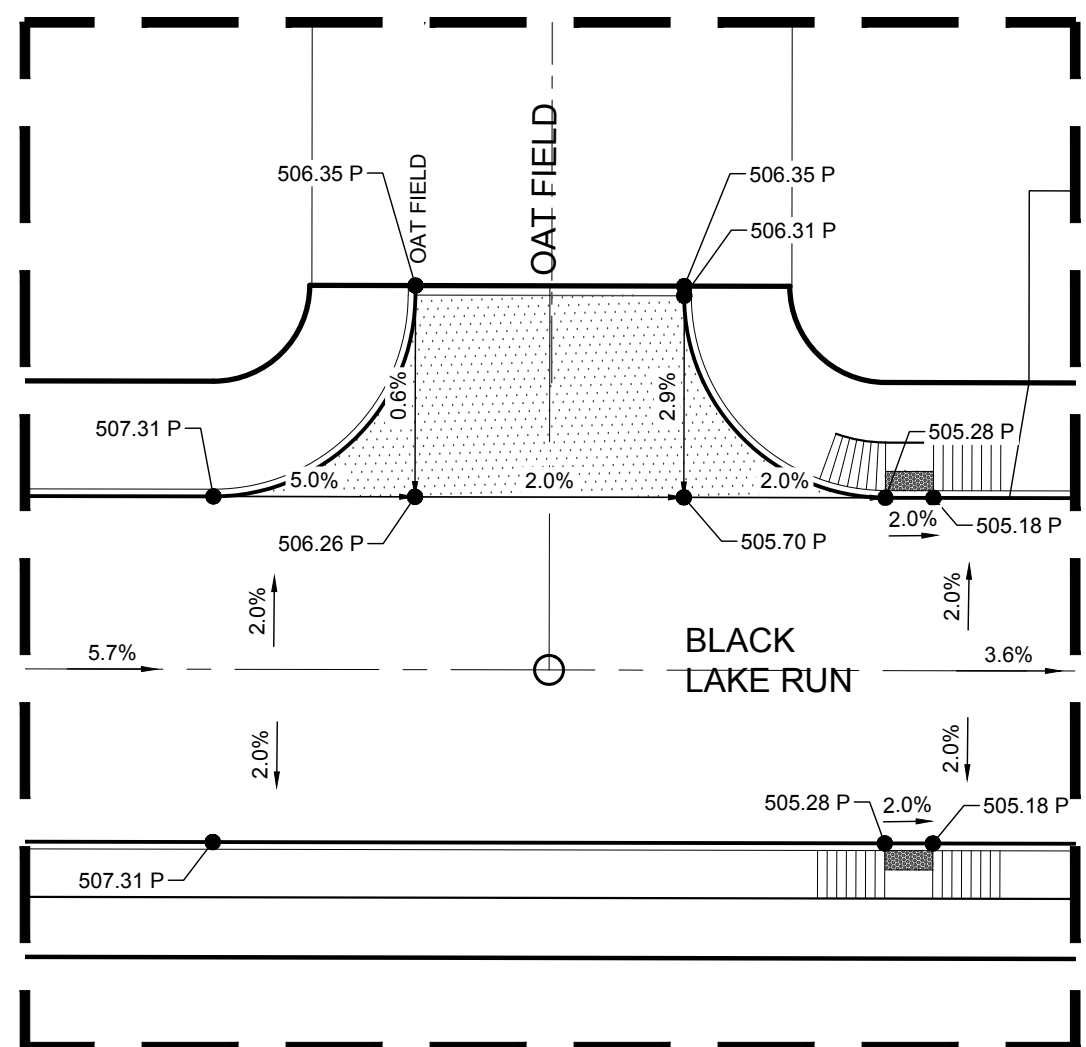 506.35 P
OAT FIELD
OAT FIELD
506.35 P
506.31 P
0.6%
2.9%
507.31 P
505.28 P
5.0%
2.0%
2.0%
2.0%
505.18 P
506.26 P
505.70 P
2.0%
2.0%
5.7%
BLACK
LAKE RUN
3.6%
2.0%
2.0%
505.28 P
2.0%
505.18 P
507.31 P